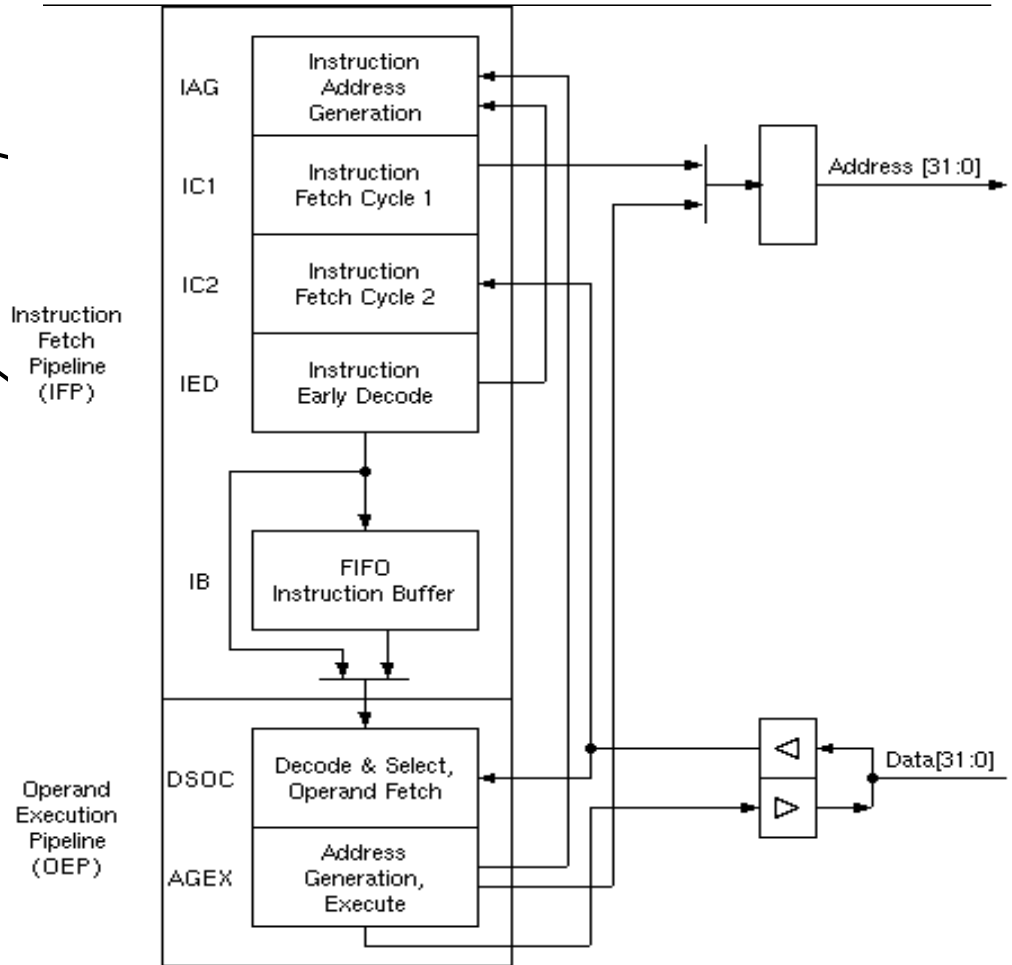 IAG
Instruction
Address
Generation
IC1
Instruction
Fetch Cycle 1
Address [31:0]
IC2
Instruction
Fetch Cycle 2
Instruction
Fetch
Pipeline
(IFP)
IED
Instruction
Early Decode
IB
FIFO
Instruction Buffer
Operand
Execution
Pipeline
(OEP)
DSOC
Decode & Select,
Operand Fetch
Data[31:0]
AGEX
Address
Generation,
Execute